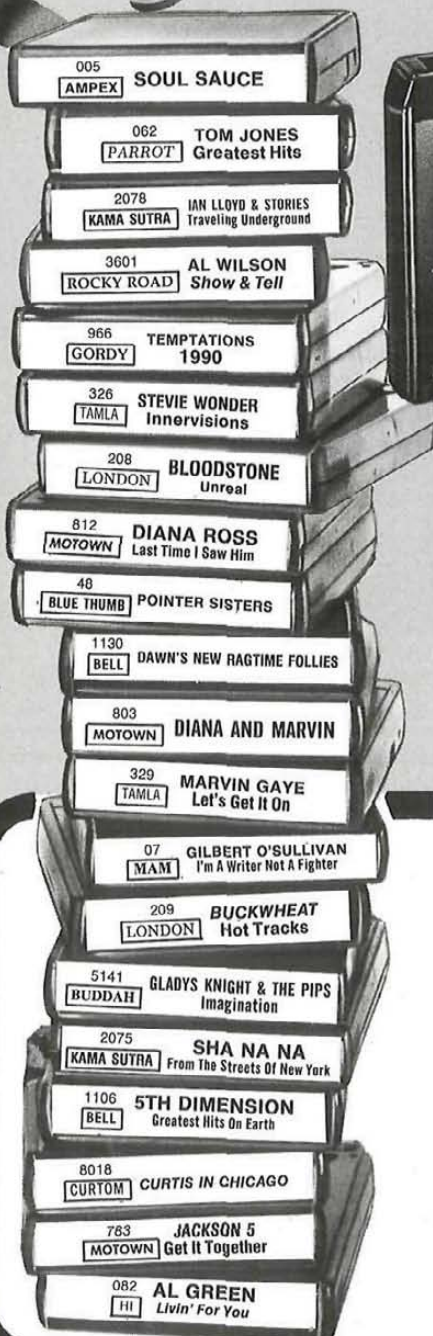 005
AMPEX SOUL SAUCE
062 TOM JONES
PARROT Greatest Hits
2078 IAN LLOYD & STORIES
KAMA SUTRA Traveling Underground
3601 AL WILSON
ROCKY ROAD Show & Tell
966 TEMPTATIONS
GORDY 1990
326 STEVIE WONDER
TAMLA Innervisions
208 BLOODSTONE
LONDON Unreal
812 DIANA ROSS
MOTOWN Last Time I Saw Him
48
BLUE THUMB POINTER SISTERS
1130
BELL DAWN'S NEW RAGTIME FOLLIES
803
MOTOWN DIANA AND MARVIN
329 MARVIN GAYE
TAMLA Let's Get It On
07 GILBERT O'SULLIVAN
MAM I'm A Writer Not A Fighter
209 BUCKWHEAT
LONDON Hot Tracks
5141 GLADYS KNIGHT & THE PIPS
BUDDAH Imagination
2075 SHA NA NA
KAMA SUTRA From The Streets Of New York
1106 5TH DIMENSION
BELL Greatest Hits On Earth
8018
CURTOM CURTIS IN CHICAGO
783 JACKSON 5
MOTOWN Get It Together
082 AL GREEN
HI Livin' For You